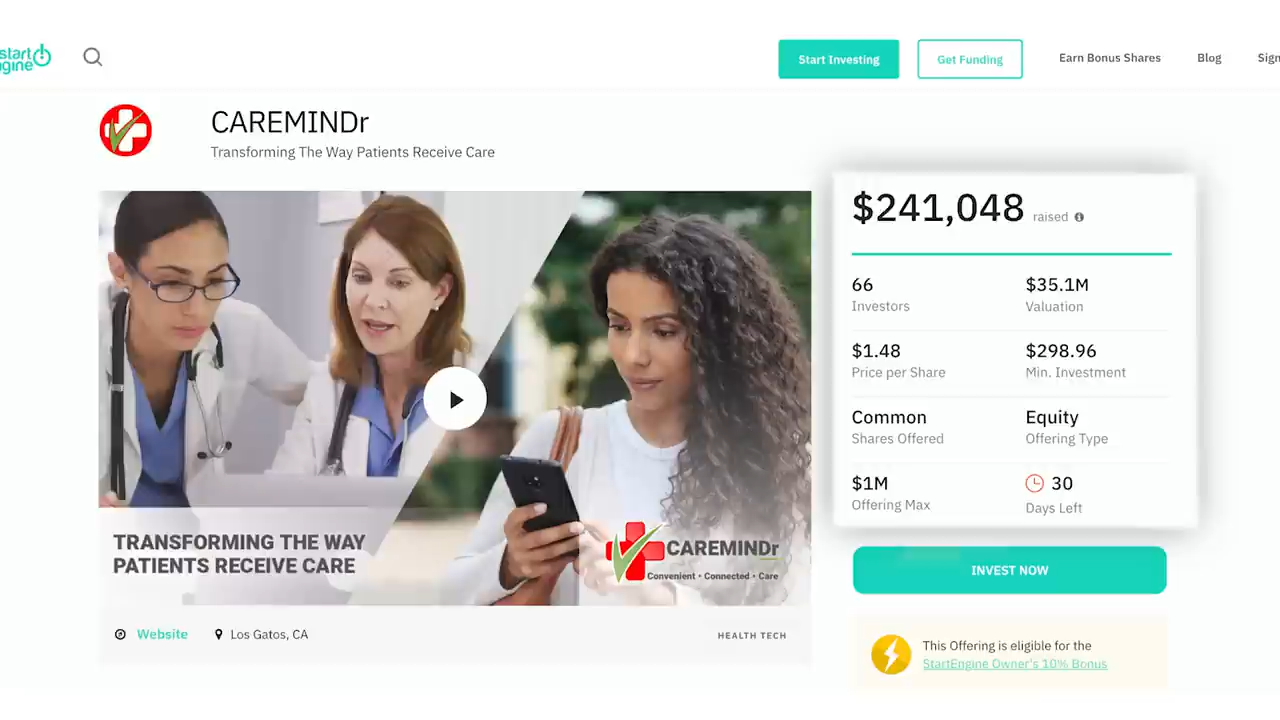 start
ngine
Start Investing
Get Funding
Earn Bonus Shares
Blog
Sign
CAREMINDr
Transforming The Way Patients Receive Care
TRANSFORMING THE WAY
PATIENTS RECEIVE CARE
CAREMINDr
Convenient • Connected • Care
Website
Los Gatos, CA
HEALTH TECH
$241,048 raised
66
Investors
$35.1M
Valuation
$1.48
Price per Share
$298.96
Min. Investment
Common
Shares Offered
Equity
Offering Type
$1M
Offering Max
30
Days Left
INVEST NOW
This Offering is eligible for the
StartEngine Owner's 10% Bonus